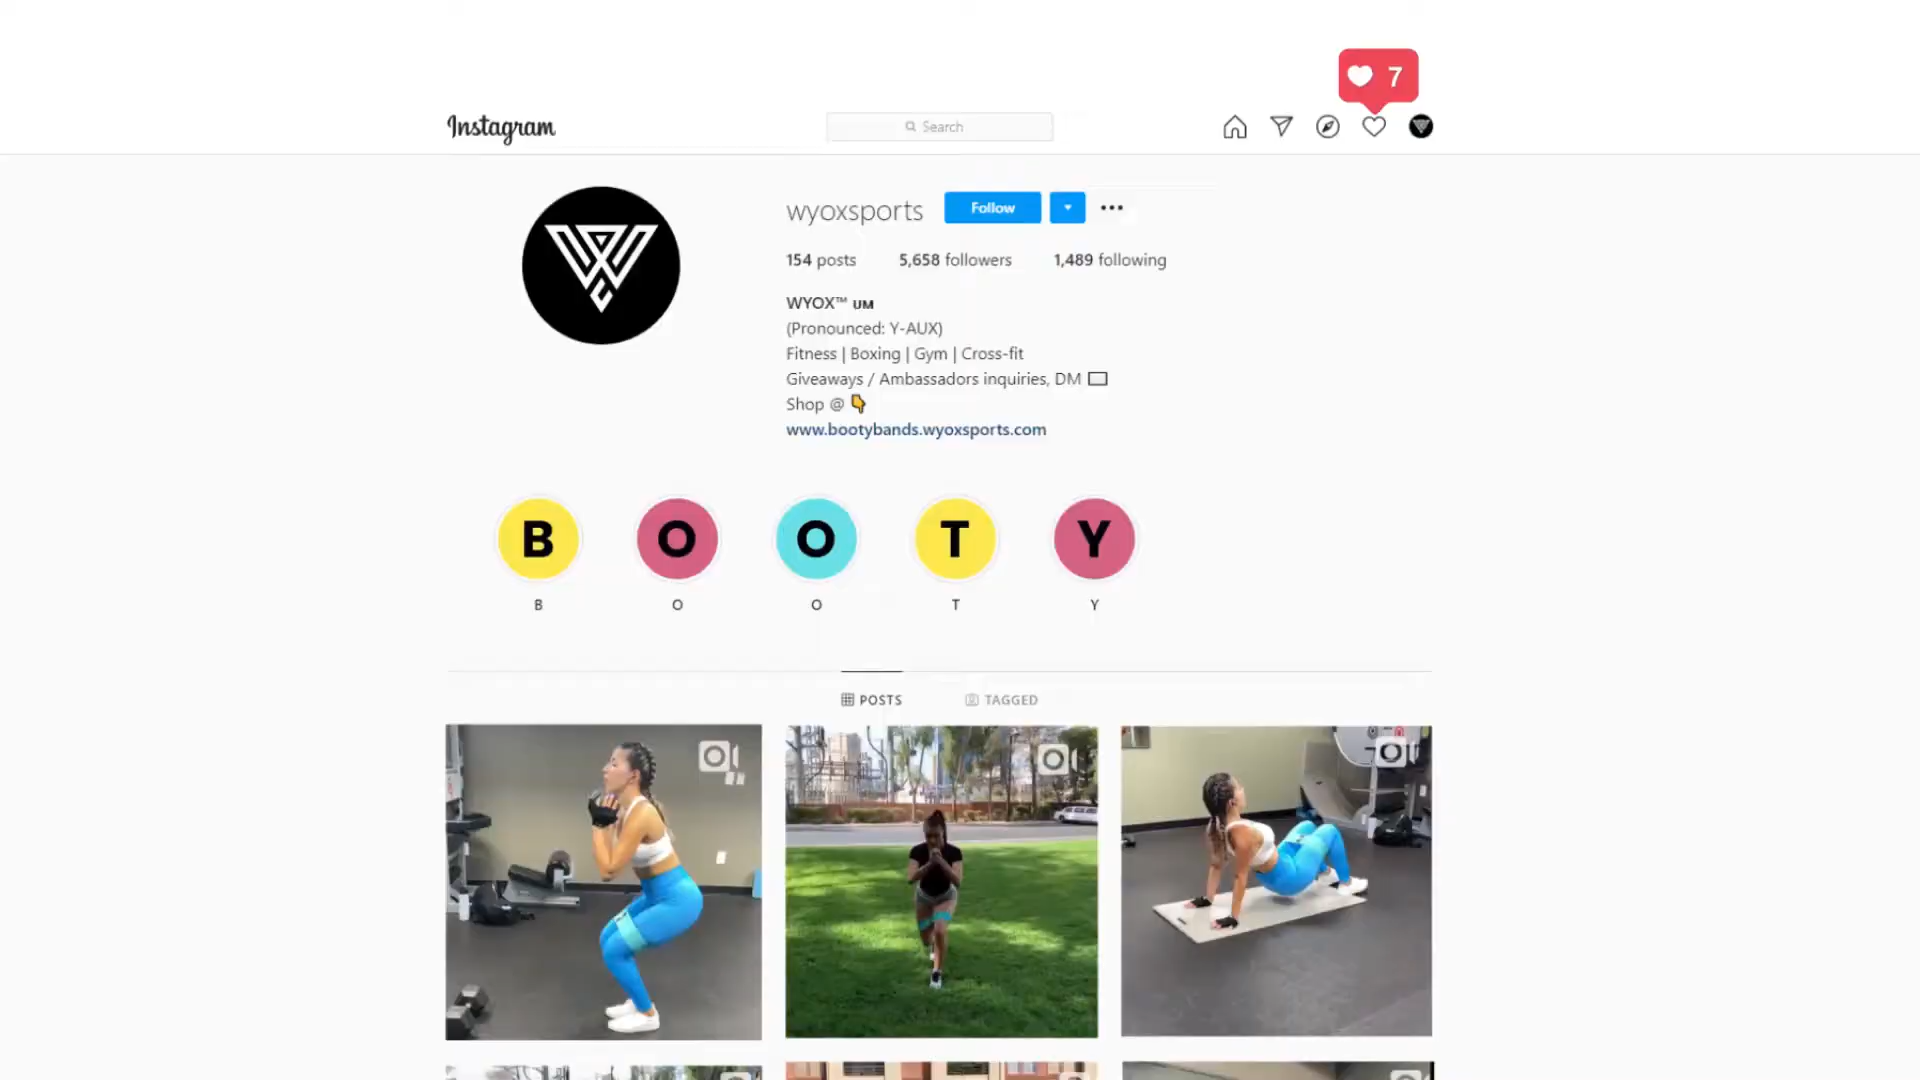 7
Instagram
Search
wyoxsports Follow
154 posts 5,658 followers 1,489 following
WYOX™ UM
(Pronounced: Y-AUX)
Fitness | Boxing | Gym | Cross-fit
Giveaways / Ambassadors inquiries, DM
Shop @ 👇
www.bootybands.wyoxsports.com
B O O T Y
B O O T Y
POSTS TAGGED